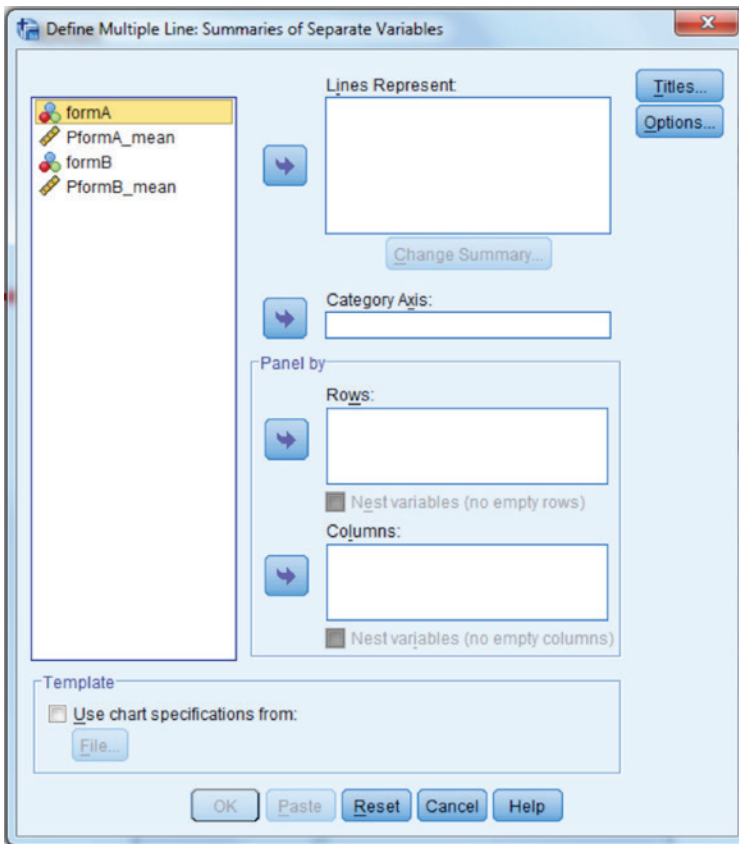 Define Multiple Line: Summaries of Separate Variables
formA
PformA_mean
formB
PformB_mean
Lines Represent:
Change Summary...
Category Axis:
Panel by
Rows:
Nest variables (no empty rows)
Columns:
Nest variables (no empty columns)
Titles...
Options...
Template
Use chart specifications from:
File...
OK Paste Reset Cancel Help